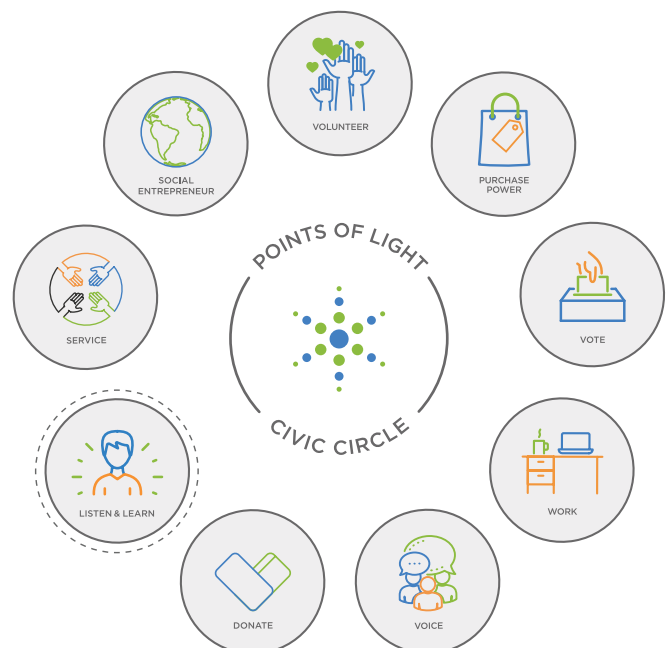 VOLUNTEER
PURCHASE
POWER
SOCIAL
ENTREPRENEUR
POINTS OF LIGHT
SERVICE
VOTE
CIVIC CIRCLE
LISTEN & LEARN
WORK
DONATE
VOICE